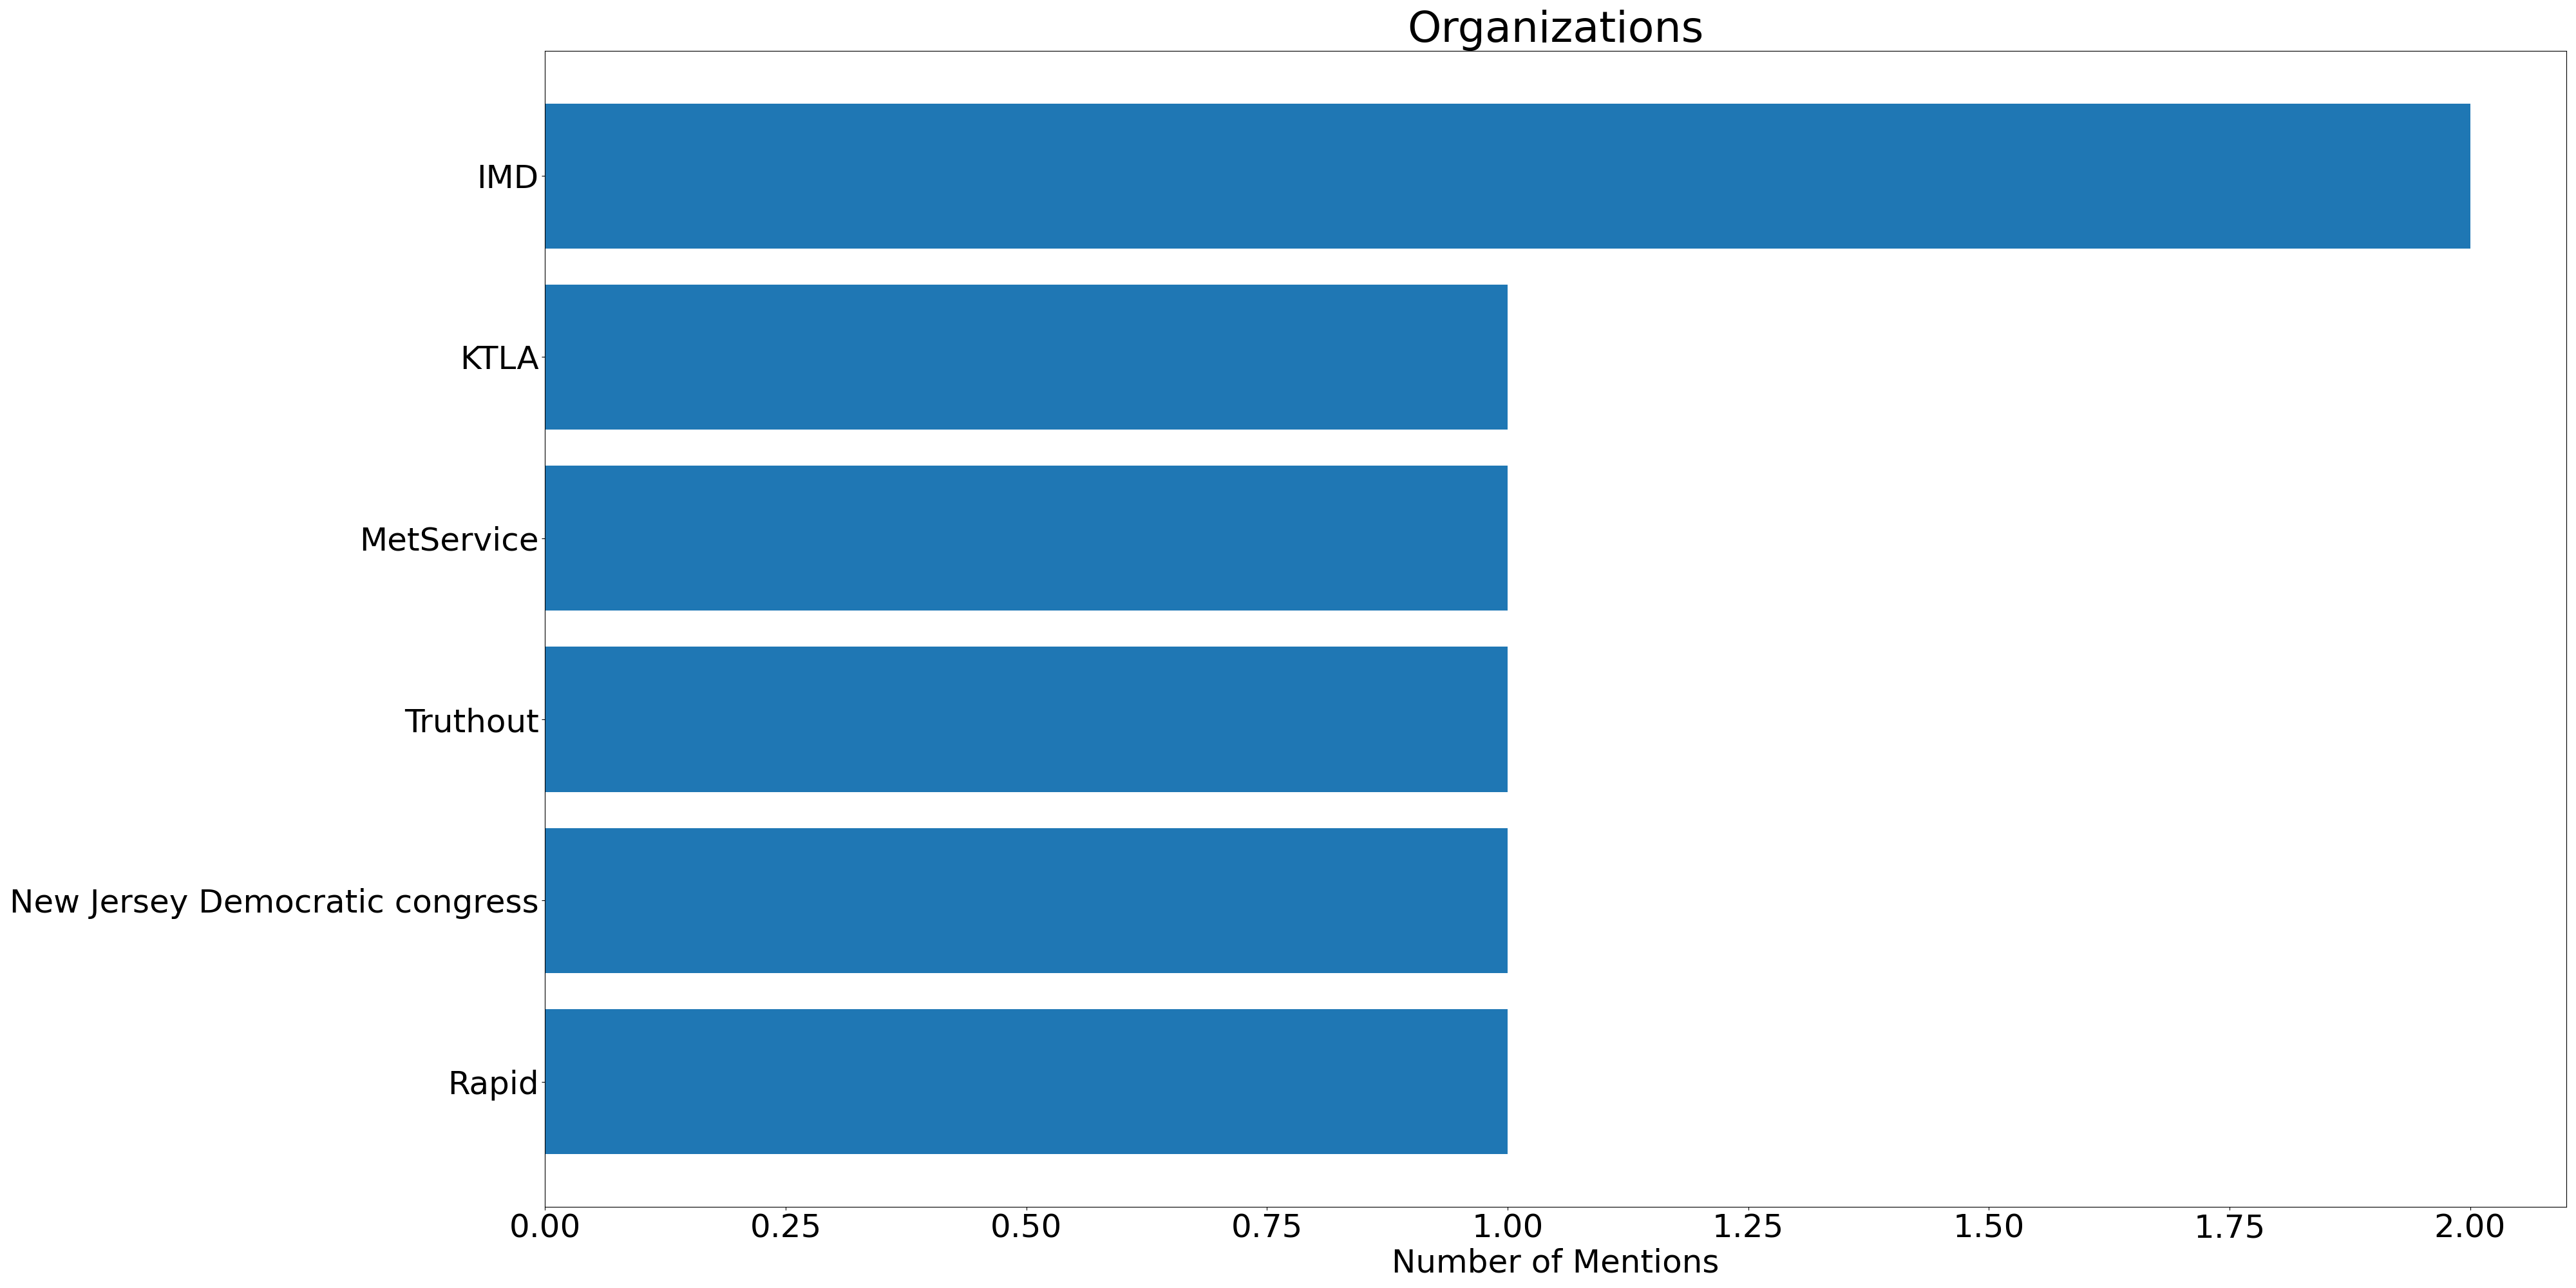 Organizations
IMD
KTLA
MetService
Truthout
New Jersey Democratic congress
Rapid
0.00 0.25 0.50 0.75 1.00 1.25 1.50 1.75 2.00
Number of Mentions